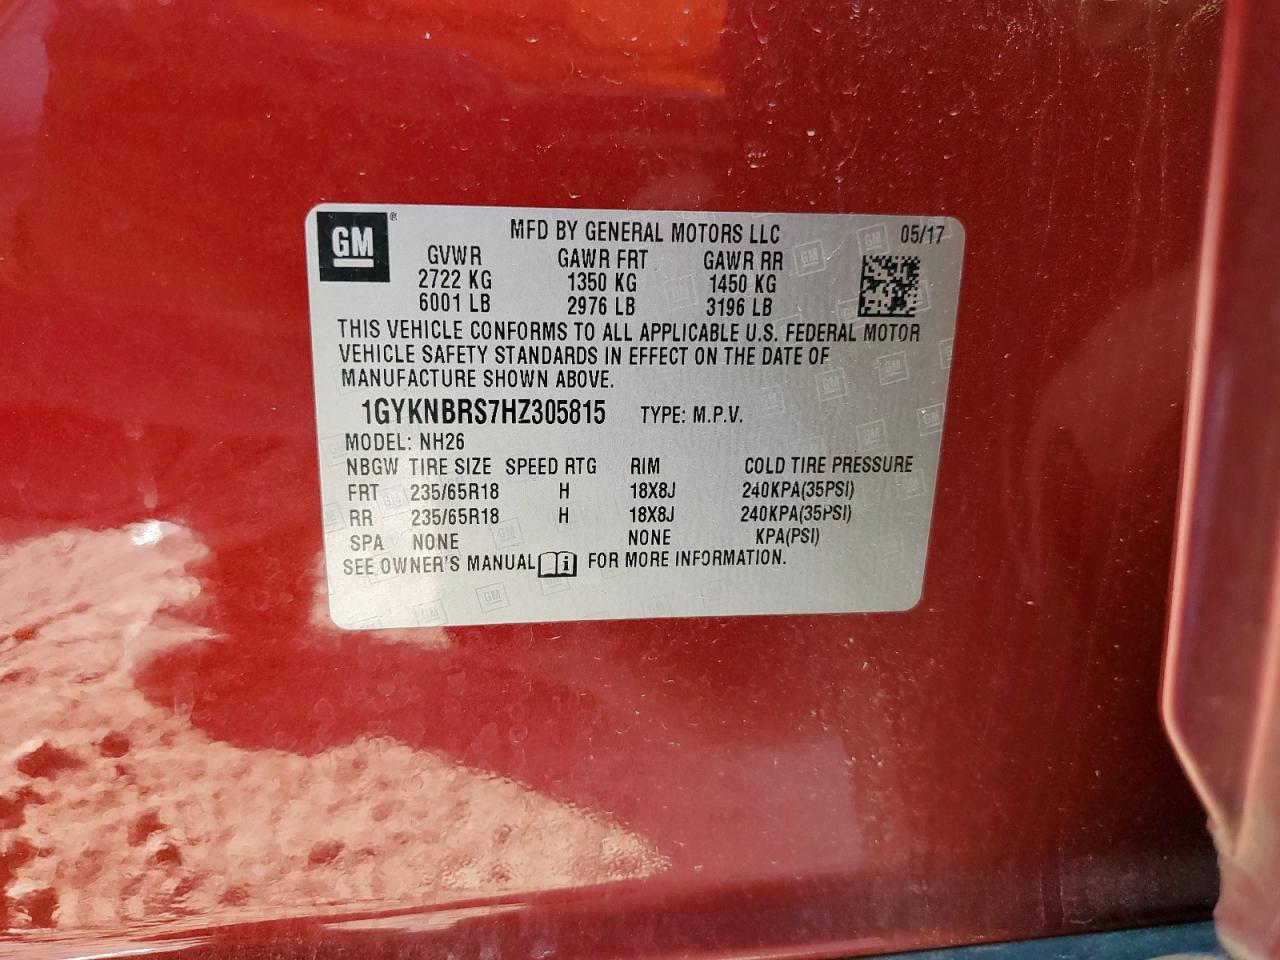 GM ® MFD BY GENERAL MOTORS LLC 05/17
GVWR GAWR FRT GAWR RR
2722 KG 1350 KG 1450 KG
6001 LB 2976 LB 3196 LB
THIS VEHICLE CONFORMS TO ALL APPLICABLE U.S. FEDERAL MOTOR
VEHICLE SAFETY STANDARDS IN EFFECT ON THE DATE OF
MANUFACTURE SHOWN ABOVE.
1GYKNBRS7HZ305815 TYPE: M.P.V.
MODEL: NH26
NBGW TIRE SIZE SPEED RTG RIM COLD TIRE PRESSURE
FRT 235/65R18 H 18X8J 240KPA(35PSI)
RR 235/65R18 H 18X8J 240KPA(35PSI)
SPA NONE NONE KPA(PSI)
SEE OWNER'S MANUAL i FOR MORE INFORMATION.